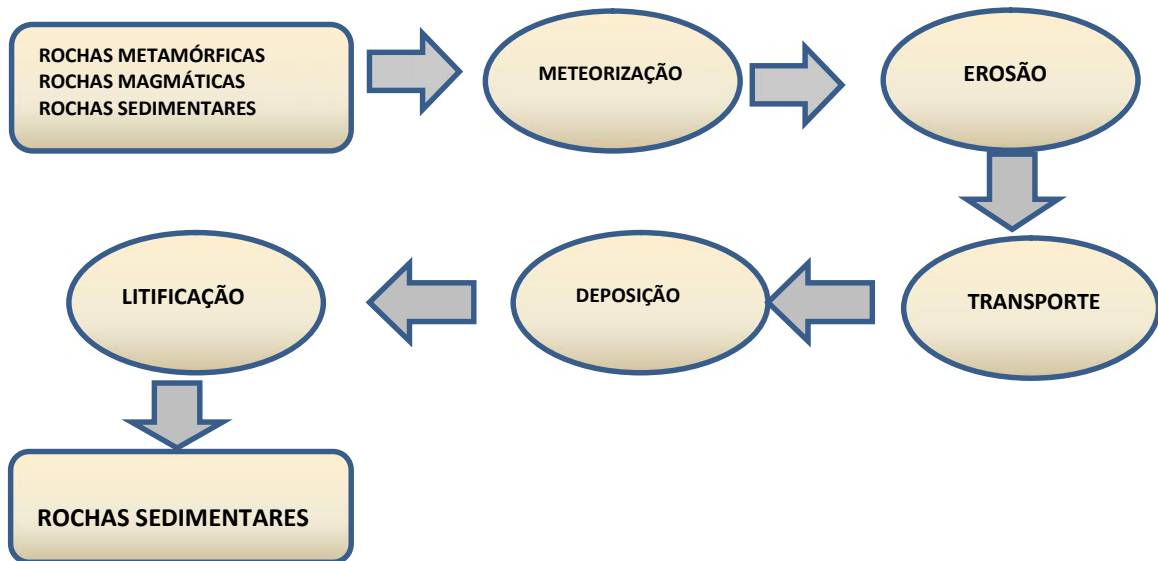 ROCHAS METAMÓRFICAS
ROCHAS MAGMÁTICAS
ROCHAS SEDIMENTARES
METEORIZAÇÃO
EROSÃO
TRANSPORTE
DEPOSIÇÃO
LITIFICAÇÃO
ROCHAS SEDIMENTARES